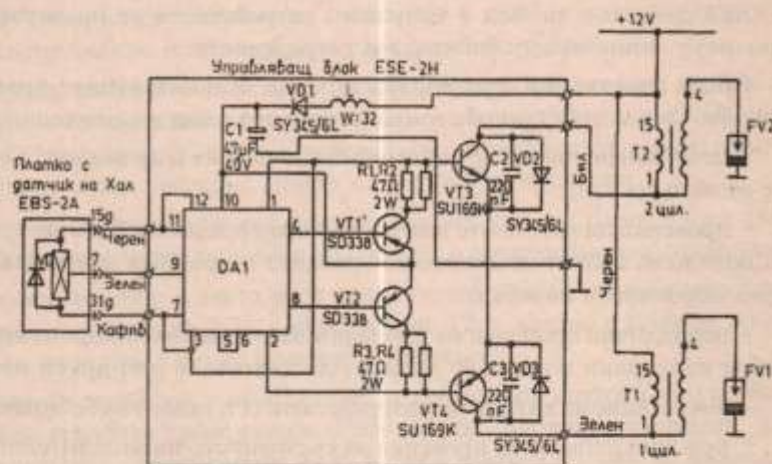 +12V
Управляващ блок ESE-2H
VD1
L
W=32
SY345/6L
C1
47µF
40V
Платка с
датчик на Хал
EBS-2A
15g
Черен
7
Зелен
31g
Кафяв
11
12
10
1
9
7
3
5
6
2
4
8
DA1
R1,R2
47Ω
2W
VT1
SD338
VT2
SD338
R3,R4
47Ω
2W
VT3
SU169K
C2
VD2
220
nF
SY345/6L
VT4
SU169K
C3
VD3
220
nF
SY345/6L
Бял
Черен
Зелен
15
4
T2
1
2 цил.
FV2
15
4
T1
1
1 цил.
FV1